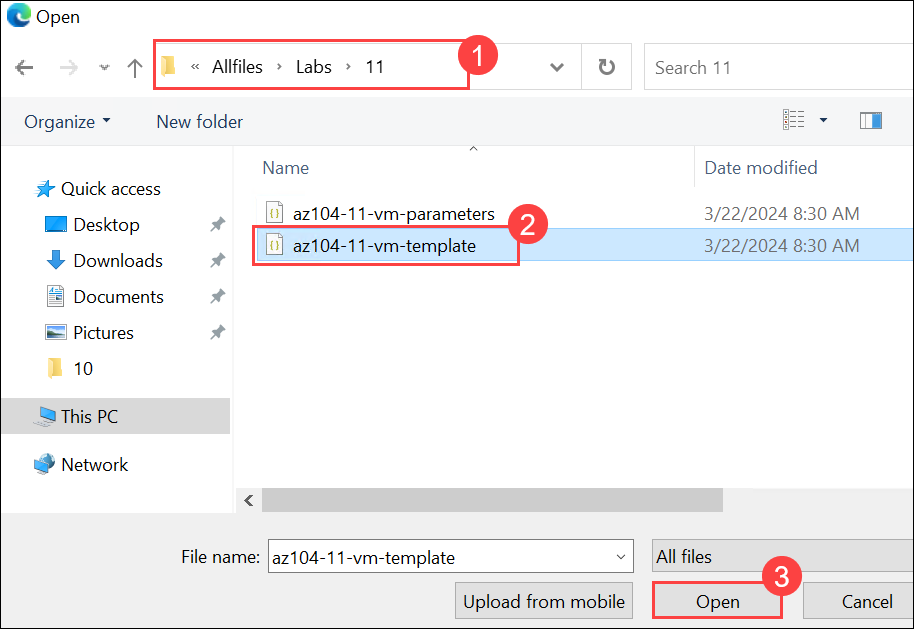 Open
« Allfiles › Labs › 11
1
Search 11
Organize
New folder
Name
Date modified
Quick access
Desktop
Downloads
Documents
Pictures
10
This PC
Network
az104-11-vm-parameters 3/22/2024 8:30 AM
2
az104-11-vm-template 3/22/2024 8:30 AM
File name: az104-11-vm-template
All files
3
Upload from mobile
Open
Cancel